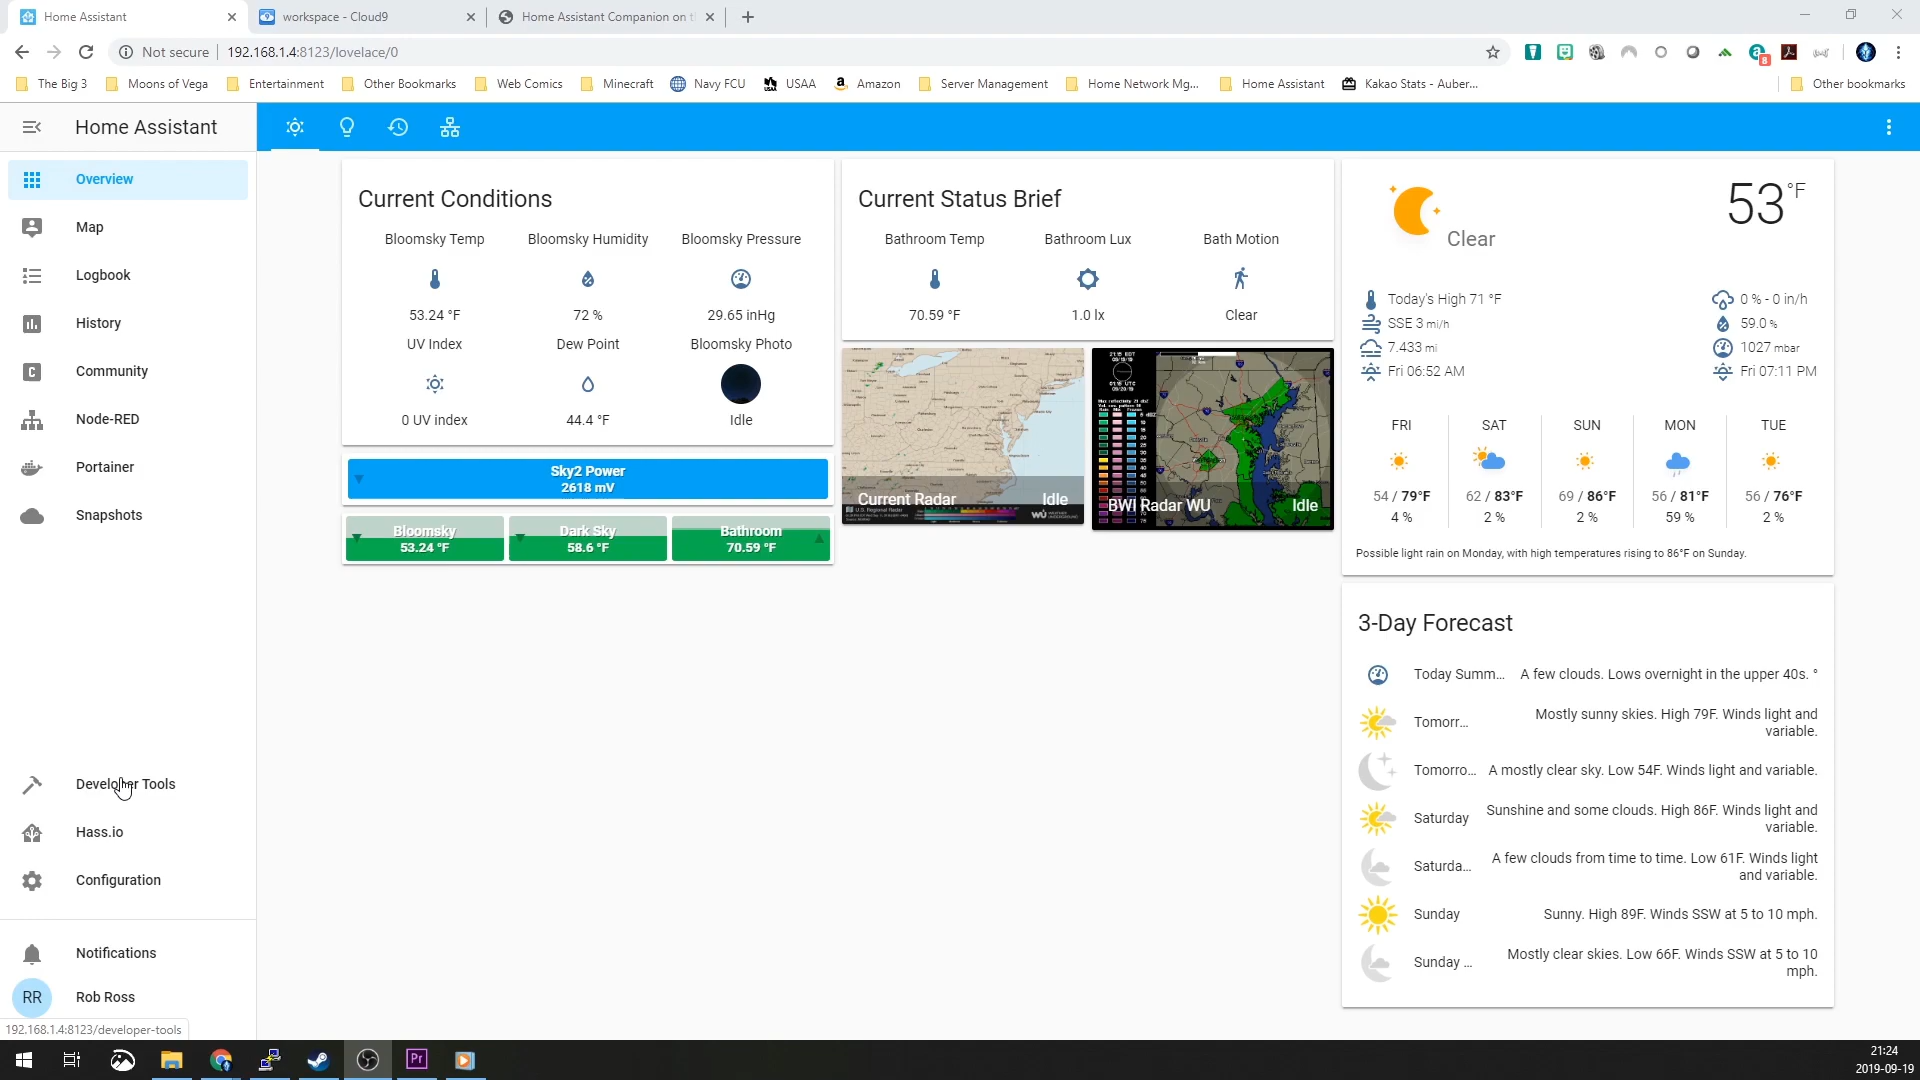 Home Assistant
workspace - Cloud9
Home Assistant Companion on t
Not secure
192.168.1.4:8123/lovelace/0
8
The Big 3
Moons of Vega
Entertainment
Other Bookmarks
Web Comics
Minecraft
Navy FCU
USAA
Amazon
Server Management
Home Network Mg...
Home Assistant
Kakao Stats - Auber...
Other bookmarks
Home Assistant
Overview
Map
Logbook
History
Community
Node-RED
Portainer
Snapshots
Developer Tools
Hass.io
Configuration
Notifications
RR
Rob Ross
192.168.1.4:8123/developer-tools
Current Conditions
Bloomsky Temp
Bloomsky Humidity
Bloomsky Pressure
53.24 °F
72 %
29.65 inHg
UV Index
Dew Point
Bloomsky Photo
0 UV index
44.4 °F
Idle
Sky2 Power
2618 mV
Bloomsky
53.24 °F
Dark Sky
58.6 °F
Bathroom
70.59 °F
Current Status Brief
Bathroom Temp
Bathroom Lux
Bath Motion
70.59 °F
1.0 lx
Clear
Current Radar
Idle
U.S. Regional Radar
BWI Radar WU
Idle
Clear
53 °F
Today's High 71 °F
SSE 3 mi/h
7.433 mi
Fri 06:52 AM
0 % - 0 in/h
59.0 %
1027 mbar
Fri 07:11 PM
FRI
SAT
SUN
MON
TUE
54 / 79°F
62 / 83°F
69 / 86°F
56 / 81°F
56 / 76°F
4 %
2 %
2 %
59 %
2 %
Possible light rain on Monday, with high temperatures rising to 86°F on Sunday.
3-Day Forecast
Today Summ...
A few clouds. Lows overnight in the upper 40s. °
Tomorr...
Mostly sunny skies. High 79F. Winds light and
variable.
Tomorro...
A mostly clear sky. Low 54F. Winds light and variable.
Saturday
Sunshine and some clouds. High 86F. Winds light and
variable.
Saturda...
A few clouds from time to time. Low 61F. Winds light
and variable.
Sunday
Sunny. High 89F. Winds SSW at 5 to 10 mph.
Sunday ...
Mostly clear skies. Low 66F. Winds SSW at 5 to 10
mph.
Pr
21:24
2019-09-19